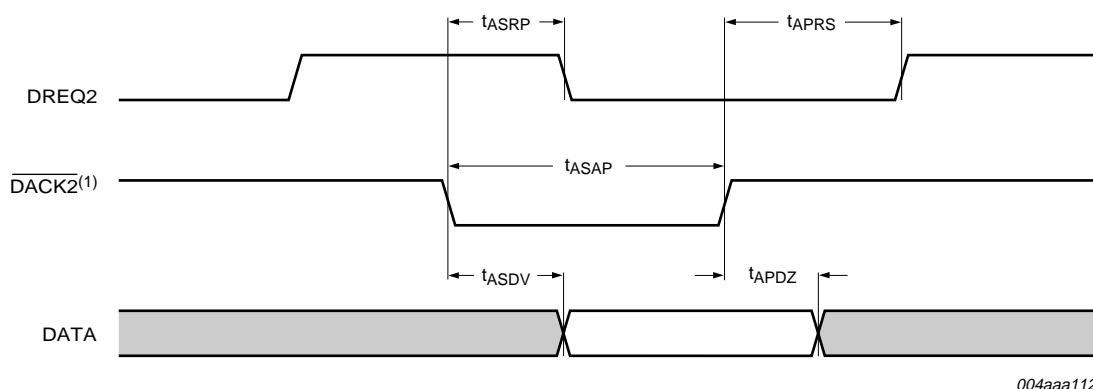 tASRP
tAPRS
DREQ2
tASAP
DACK2(1)
tASDV
tAPDZ
DATA
004aaa112